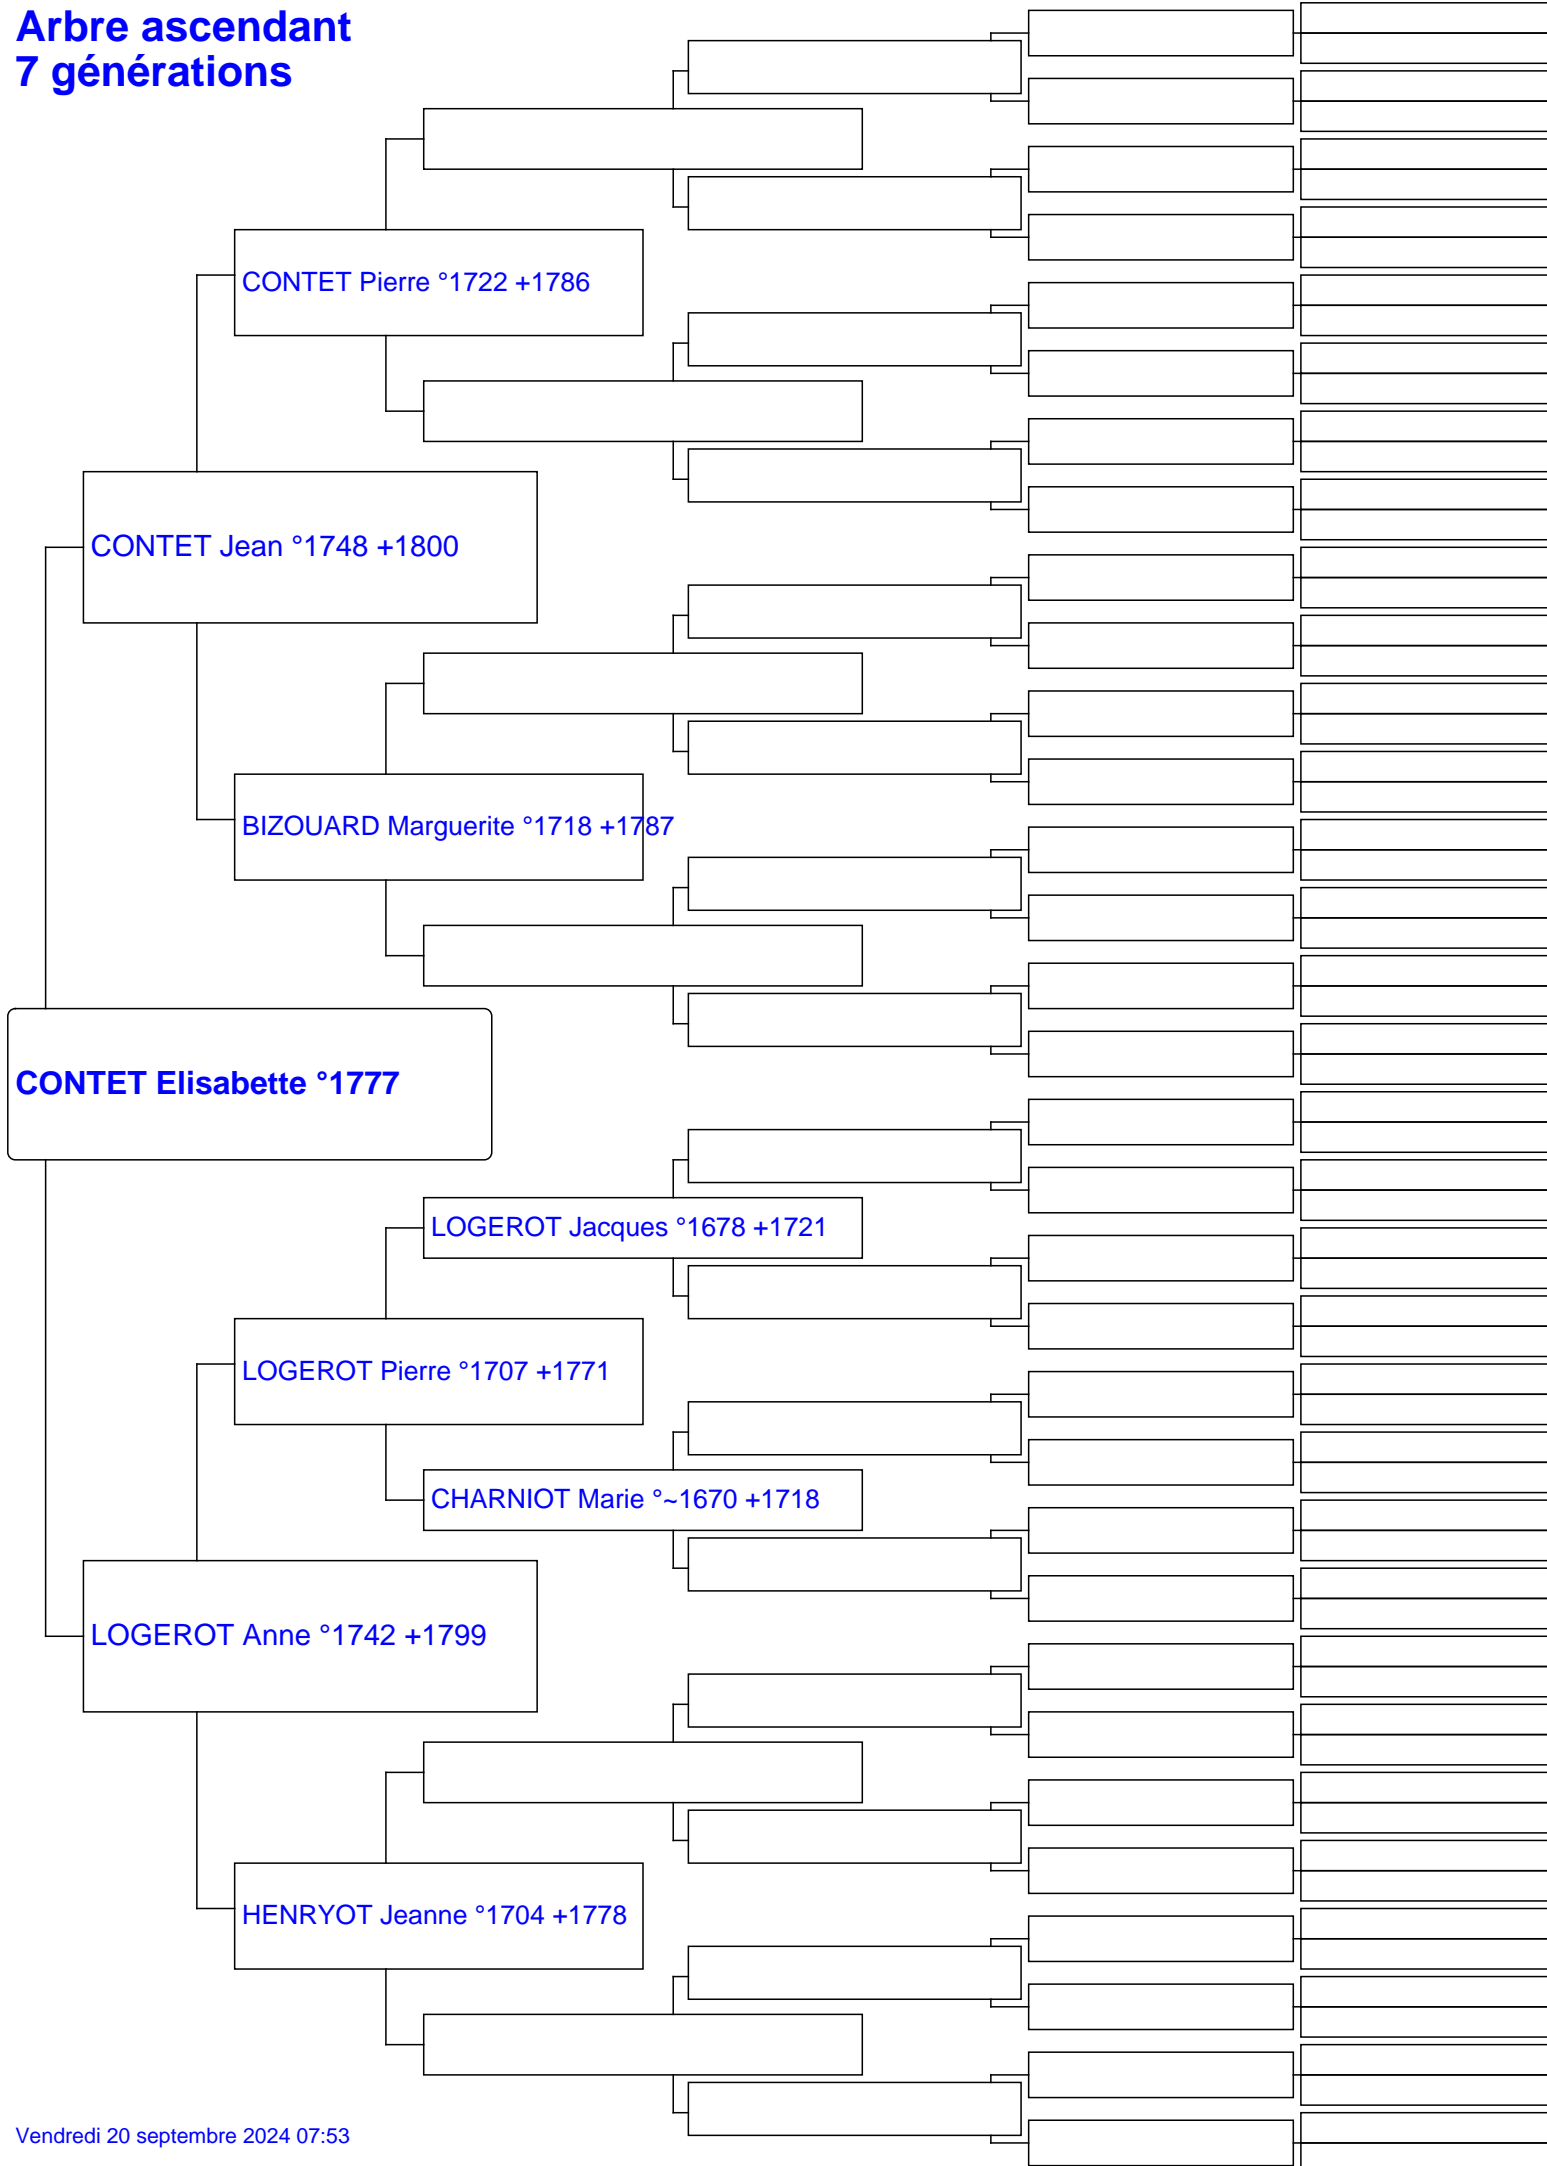 Arbre ascendant
7 générations
CONTET Pierre °1722 +1786
CONTET Jean °1748 +1800
BIZOUARD Marguerite °1718 +1787
CONTET Elisabette °1777
LOGEROT Jacques °1678 +1721
LOGEROT Pierre °1707 +1771
CHARNIOT Marie °~1670 +1718
LOGEROT Anne °1742 +1799
HENRYOT Jeanne °1704 +1778
Vendredi 20 septembre 2024 07:53